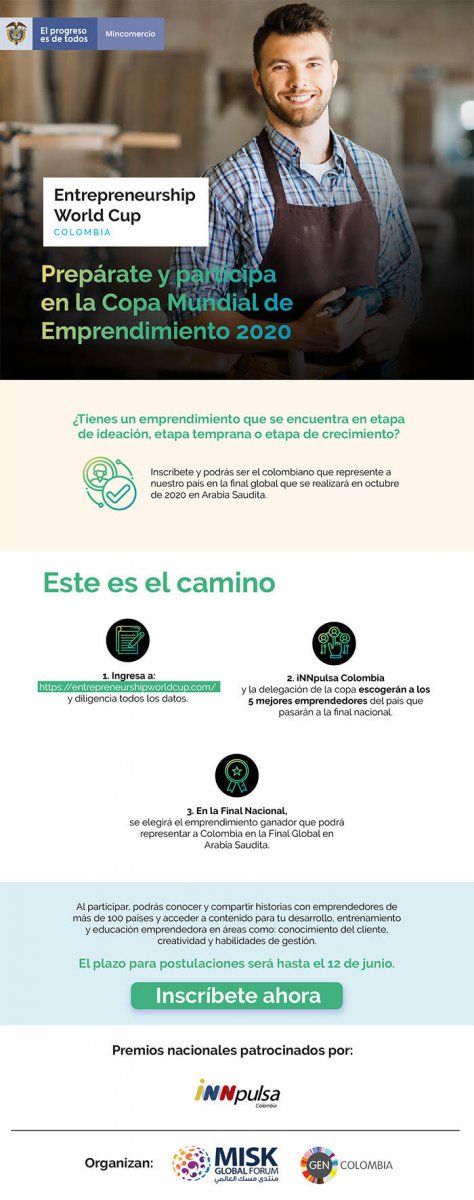 El progreso
es de todos
Mincomercio
Entrepreneurship
World Cup
COLOMBIA
Prepárate y participa
en la Copa Mundial de
Emprendimiento 2020
¿Tienes un emprendimiento que se encuentra en etapa
de ideación, etapa temprana o etapa de crecimiento?
Inscríbete y podrás ser el colombiano que represente a
nuestro país en la final global que se realizará en octubre
de 2020 en Arabia Saudita.
Este es el camino
1. Ingresa a:
https://entrepreneurshipworldcup.com/
y diligencia todos los datos.
2. iNNpulsa Colombia
y la delegación de la copa escogerán a los
5 mejores emprendedores del país que
pasarán a la final nacional.
3. En la Final Nacional,
se elegirá el emprendimiento ganador que podrá
representar a Colombia en la Final Global en
Arabia Saudita.
Al participar, podrás conocer y compartir historias con emprendedores de
más de 100 países y acceder a contenido para tu desarrollo, entrenamiento
y educación emprendedora en áreas como: conocimiento del cliente,
creatividad y habilidades de gestión.
El plazo para postulaciones será hasta el 12 de junio.
Inscríbete ahora
Premios nacionales patrocinados por:
iNNpulsa
Colombia
Organizan:
MISK
GLOBAL FORUM
منتدى مسك العالمي
GEN
COLOMBIA